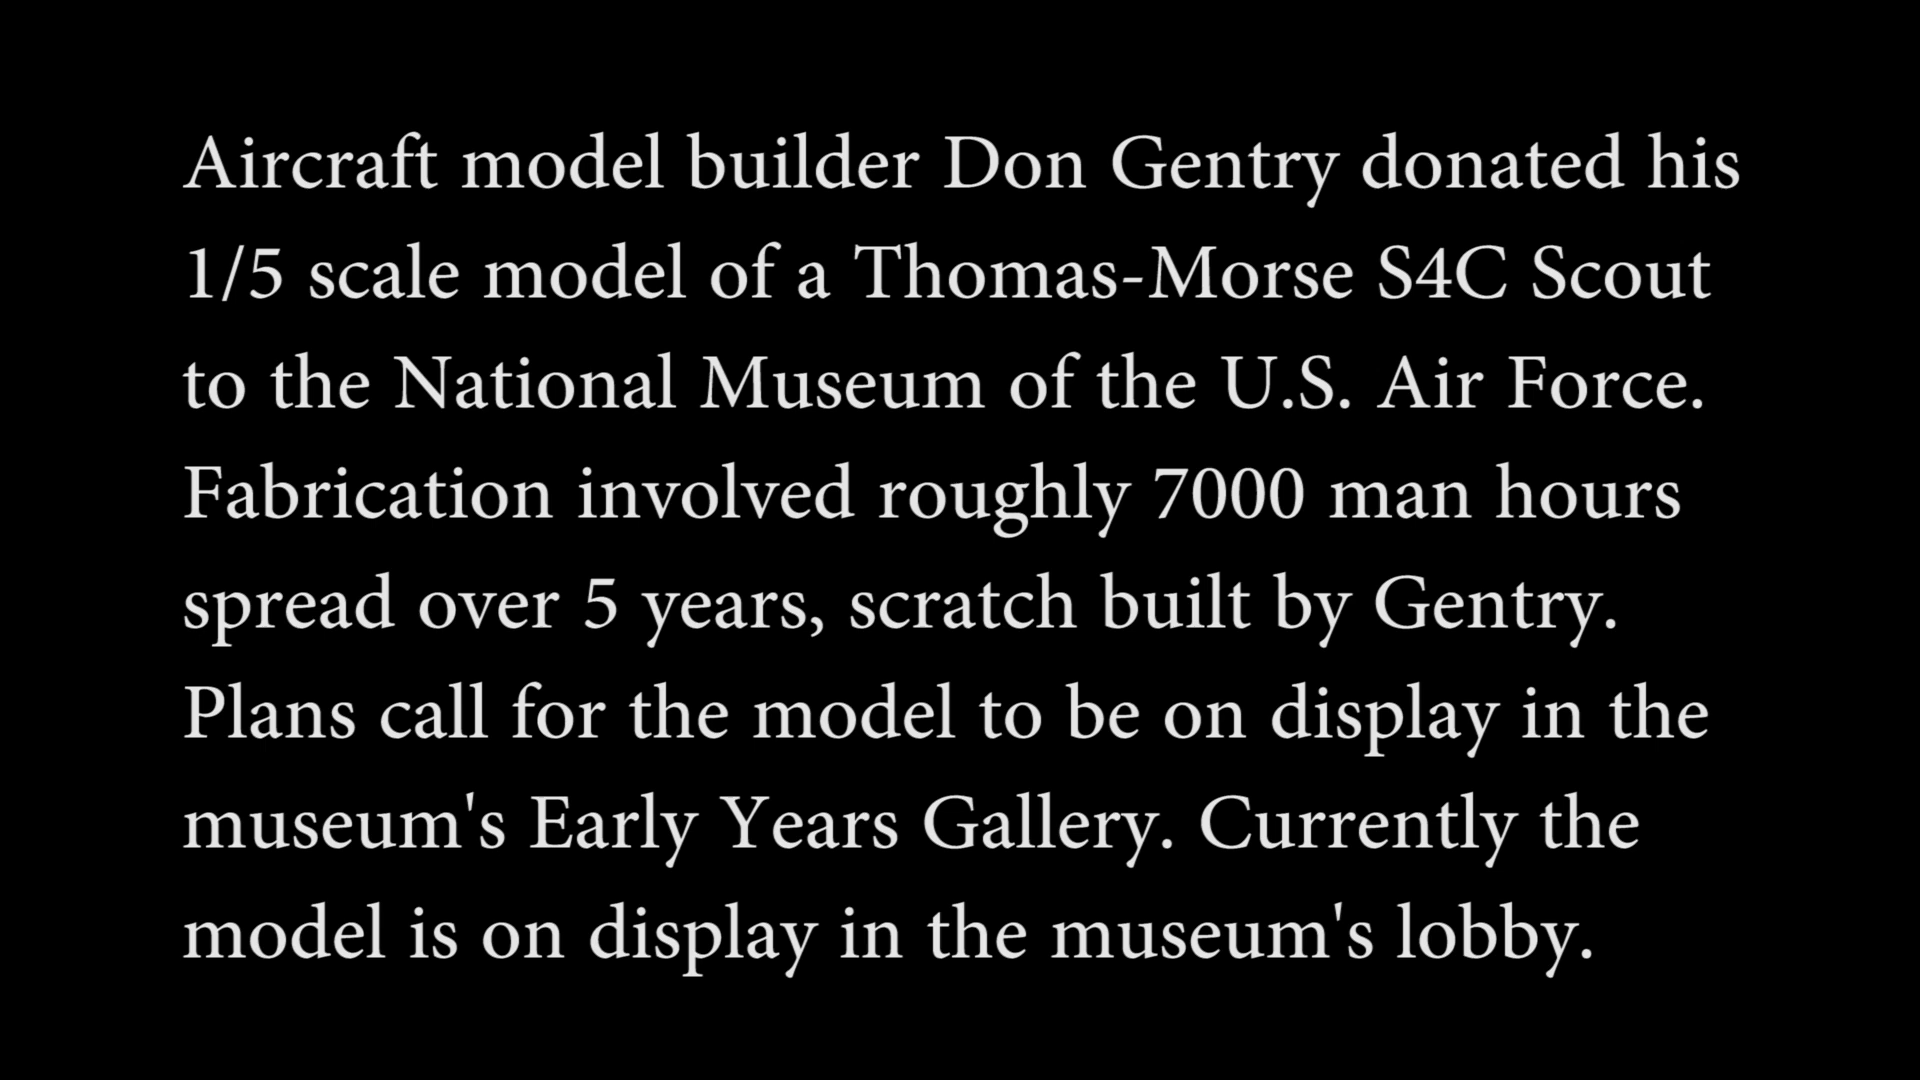 Aircraft model builder Don Gentry donated his
1/5 scale model of a Thomas-Morse S4C Scout
to the National Museum of the U.S. Air Force.
Fabrication involved roughly 7000 man hours
spread over 5 years, scratch built by Gentry.
Plans call for the model to be on display in the
museum's Early Years Gallery. Currently the
model is on display in the museum's lobby.